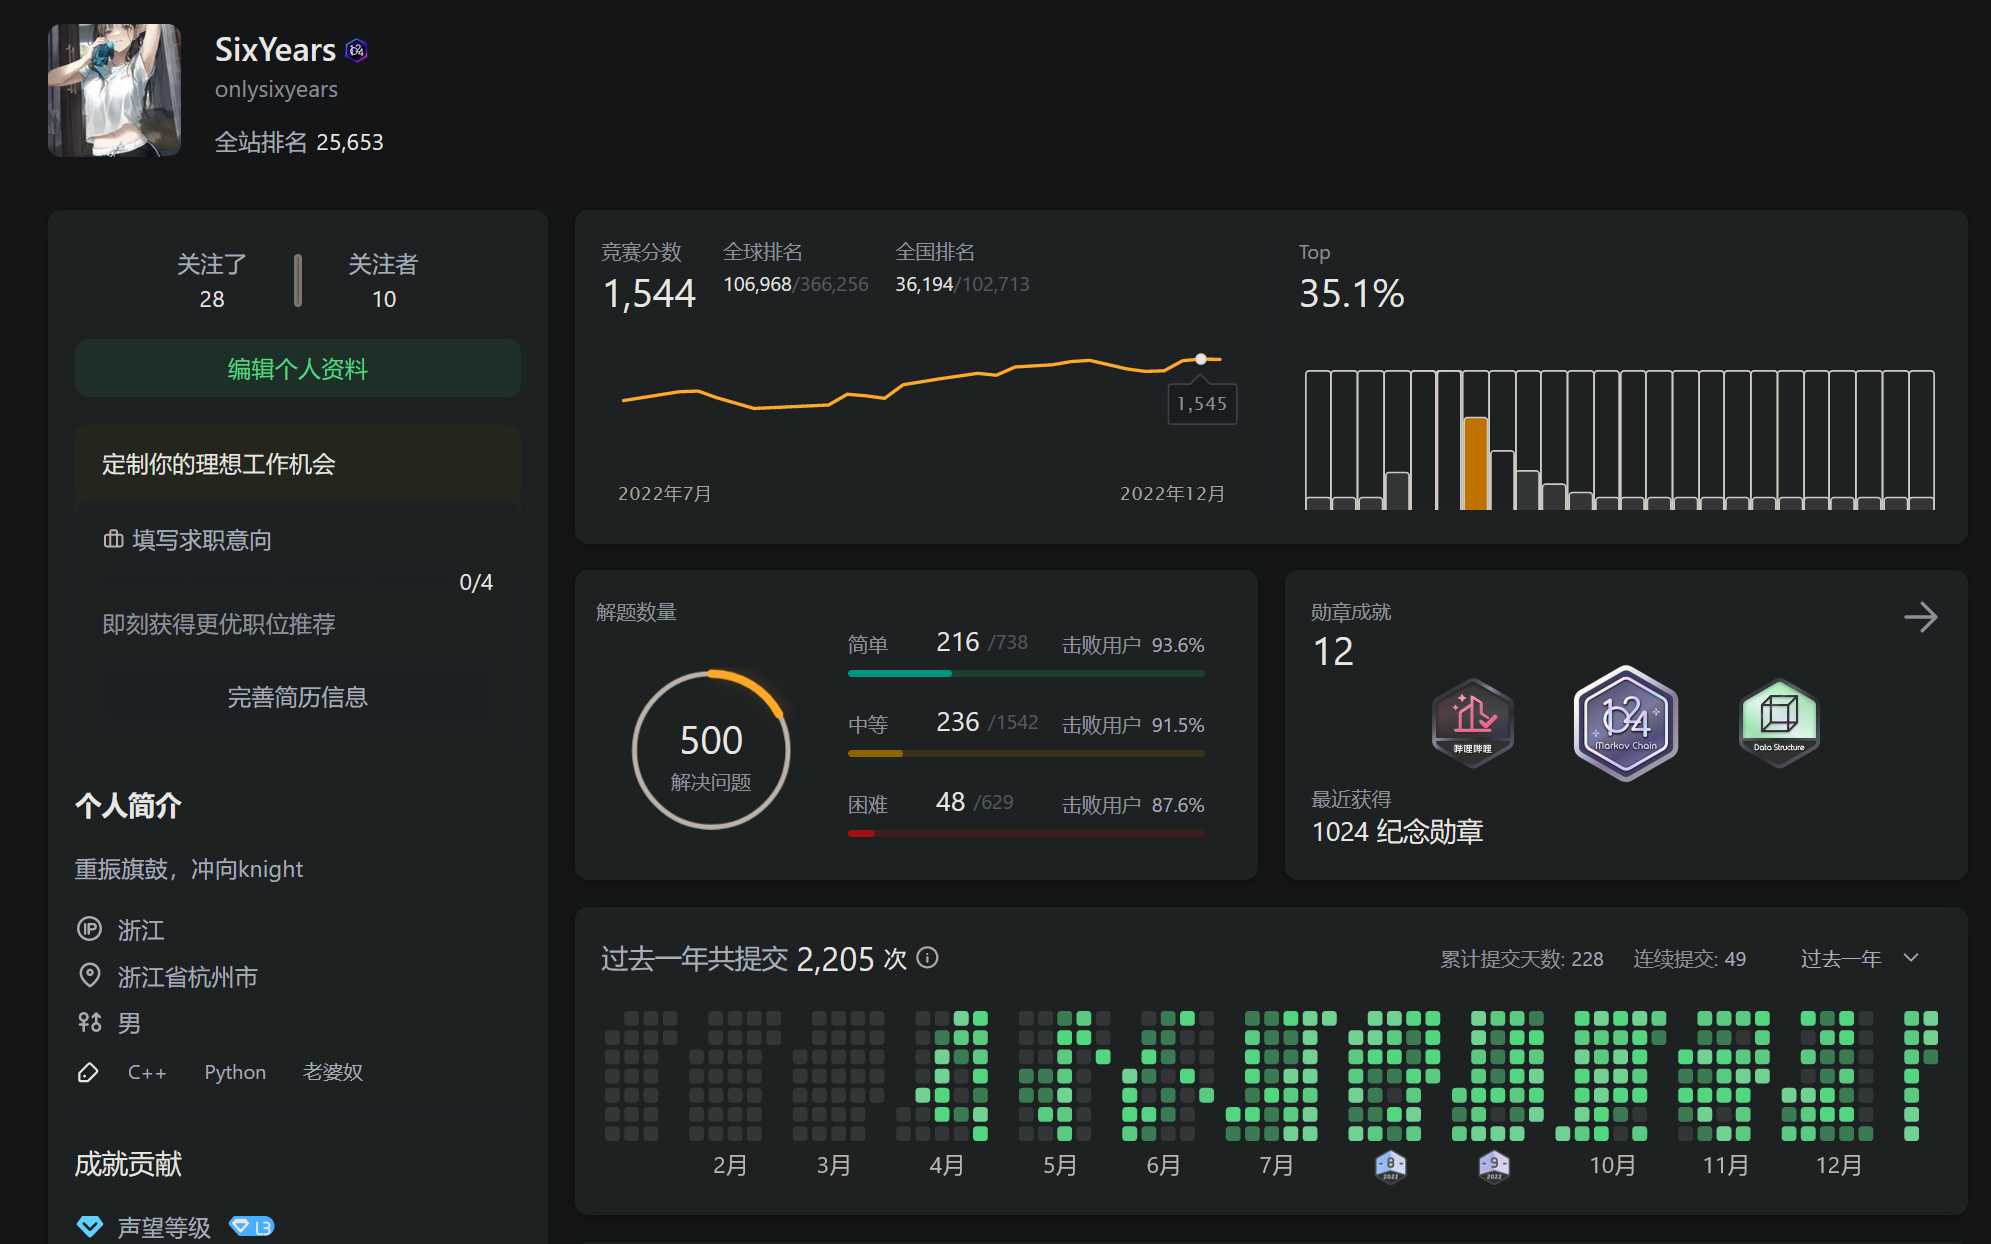 SixYears
onlysixyears
全站排名 25,653
关注了
28
关注者
10
编辑个人资料
定制你的理想工作机会
填写求职意向
0/4
即刻获得更优职位推荐
完善简历信息
个人简介
重振旗鼓，冲向knight
IP 浙江
浙江省杭州市
男
C++ Python 老婆奴
成就贡献
声望等级 L3
竞赛分数
1,544
全球排名
106,968/366,256
全国排名
36,194/102,713
1,545
2022年7月 2022年12月
Top
35.1%
解题数量
500
解决问题
简单 216 /738 击败用户 93.6%
中等 236 /1542 击败用户 91.5%
困难 48 /629 击败用户 87.6%
勋章成就
12
哔哩哔哩
1024
Markov Chain
Data Structure
最近获得
1024 纪念勋章
过去一年共提交 2,205 次
累计提交天数: 228 连续提交: 49 过去一年
2月 3月 4月 5月 6月 7月 8 2022 9 2022 10月 11月 12月